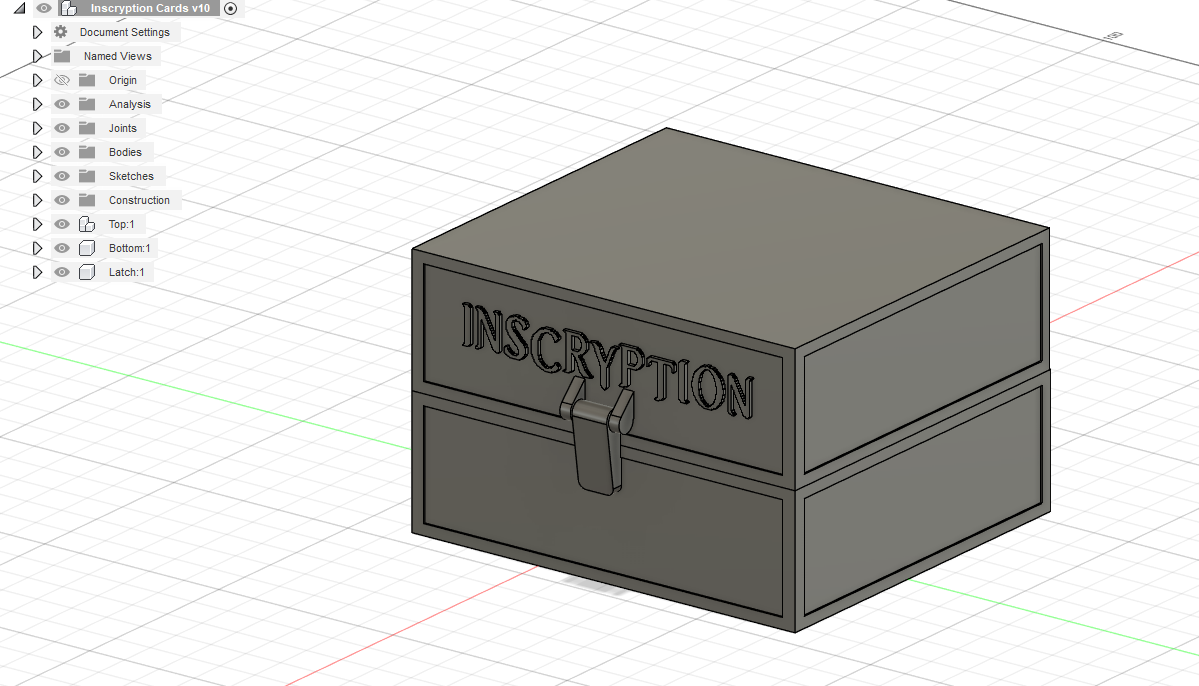 Inscryption Cards v10
Document Settings
Named Views
Origin
Analysis
Joints
Bodies
Sketches
Construction
Top:1
Bottom:1
Latch:1
INSCRYPTION